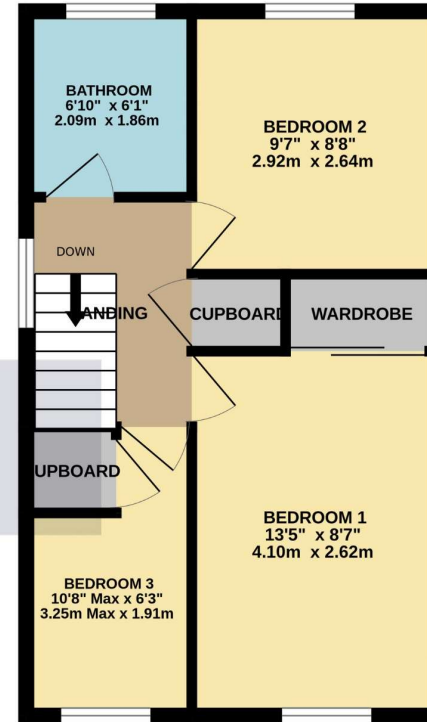 BATHROOM
6'10" x 6'1"
2.09m x 1.86m
BEDROOM 2
9'7" x 8'8"
2.92m x 2.64m
DOWN
ANDING
CUPBOARD
WARDROBE
UPBOARD
BEDROOM 1
13'5" x 8'7"
4.10m x 2.62m
BEDROOM 3
10'8" Max x 6'3"
3.25m Max x 1.91m